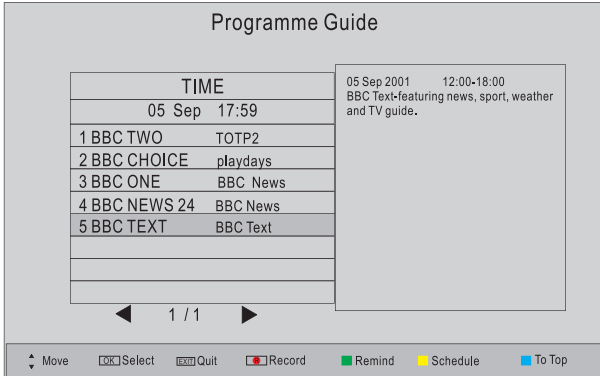 Programme Guide
TIME
05 Sep 17:59
1 BBC TWO TOTP2
2 BBC CHOICE playdays
3 BBC ONE BBC News
4 BBC NEWS 24 BBC News
5 BBC TEXT BBC Text
1 / 1
05 Sep 2001 12:00-18:00
BBC Text-featuring news, sport, weather
and TV guide.
Move OK Select EXIT Quit R Record Remind Schedule To Top